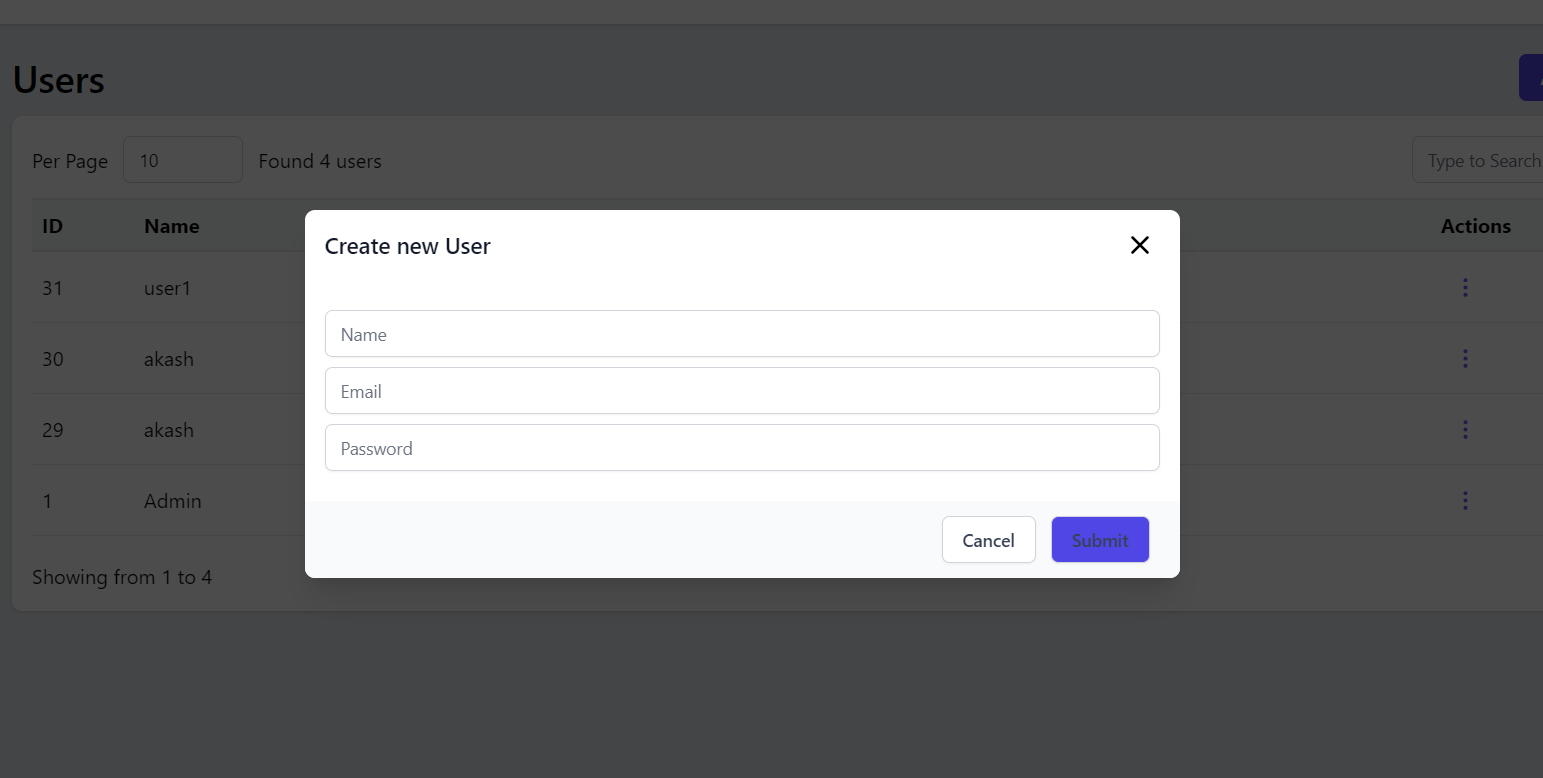 Users
Per Page 10 Found 4 users Type to Search
ID Name Actions
31 user1
30 akash
29 akash
1 Admin
Showing from 1 to 4
Create new User
Name
Email
Password
Cancel Submit